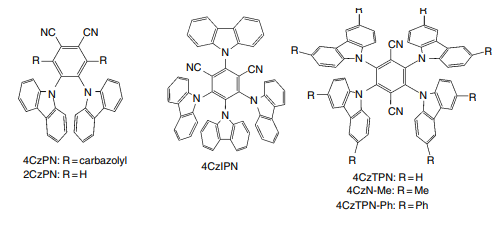 NC CN
R R
N N
4CzPN: R=carbazolyl
2CzPN: R=H
N
NC CN
N N
N
4CzIPN
R R
R CN R
N N
N N
R CN R
R R
4CzTPN: R=H
4CzN-Me: R=Me
4CzTPN-Ph: R=Ph